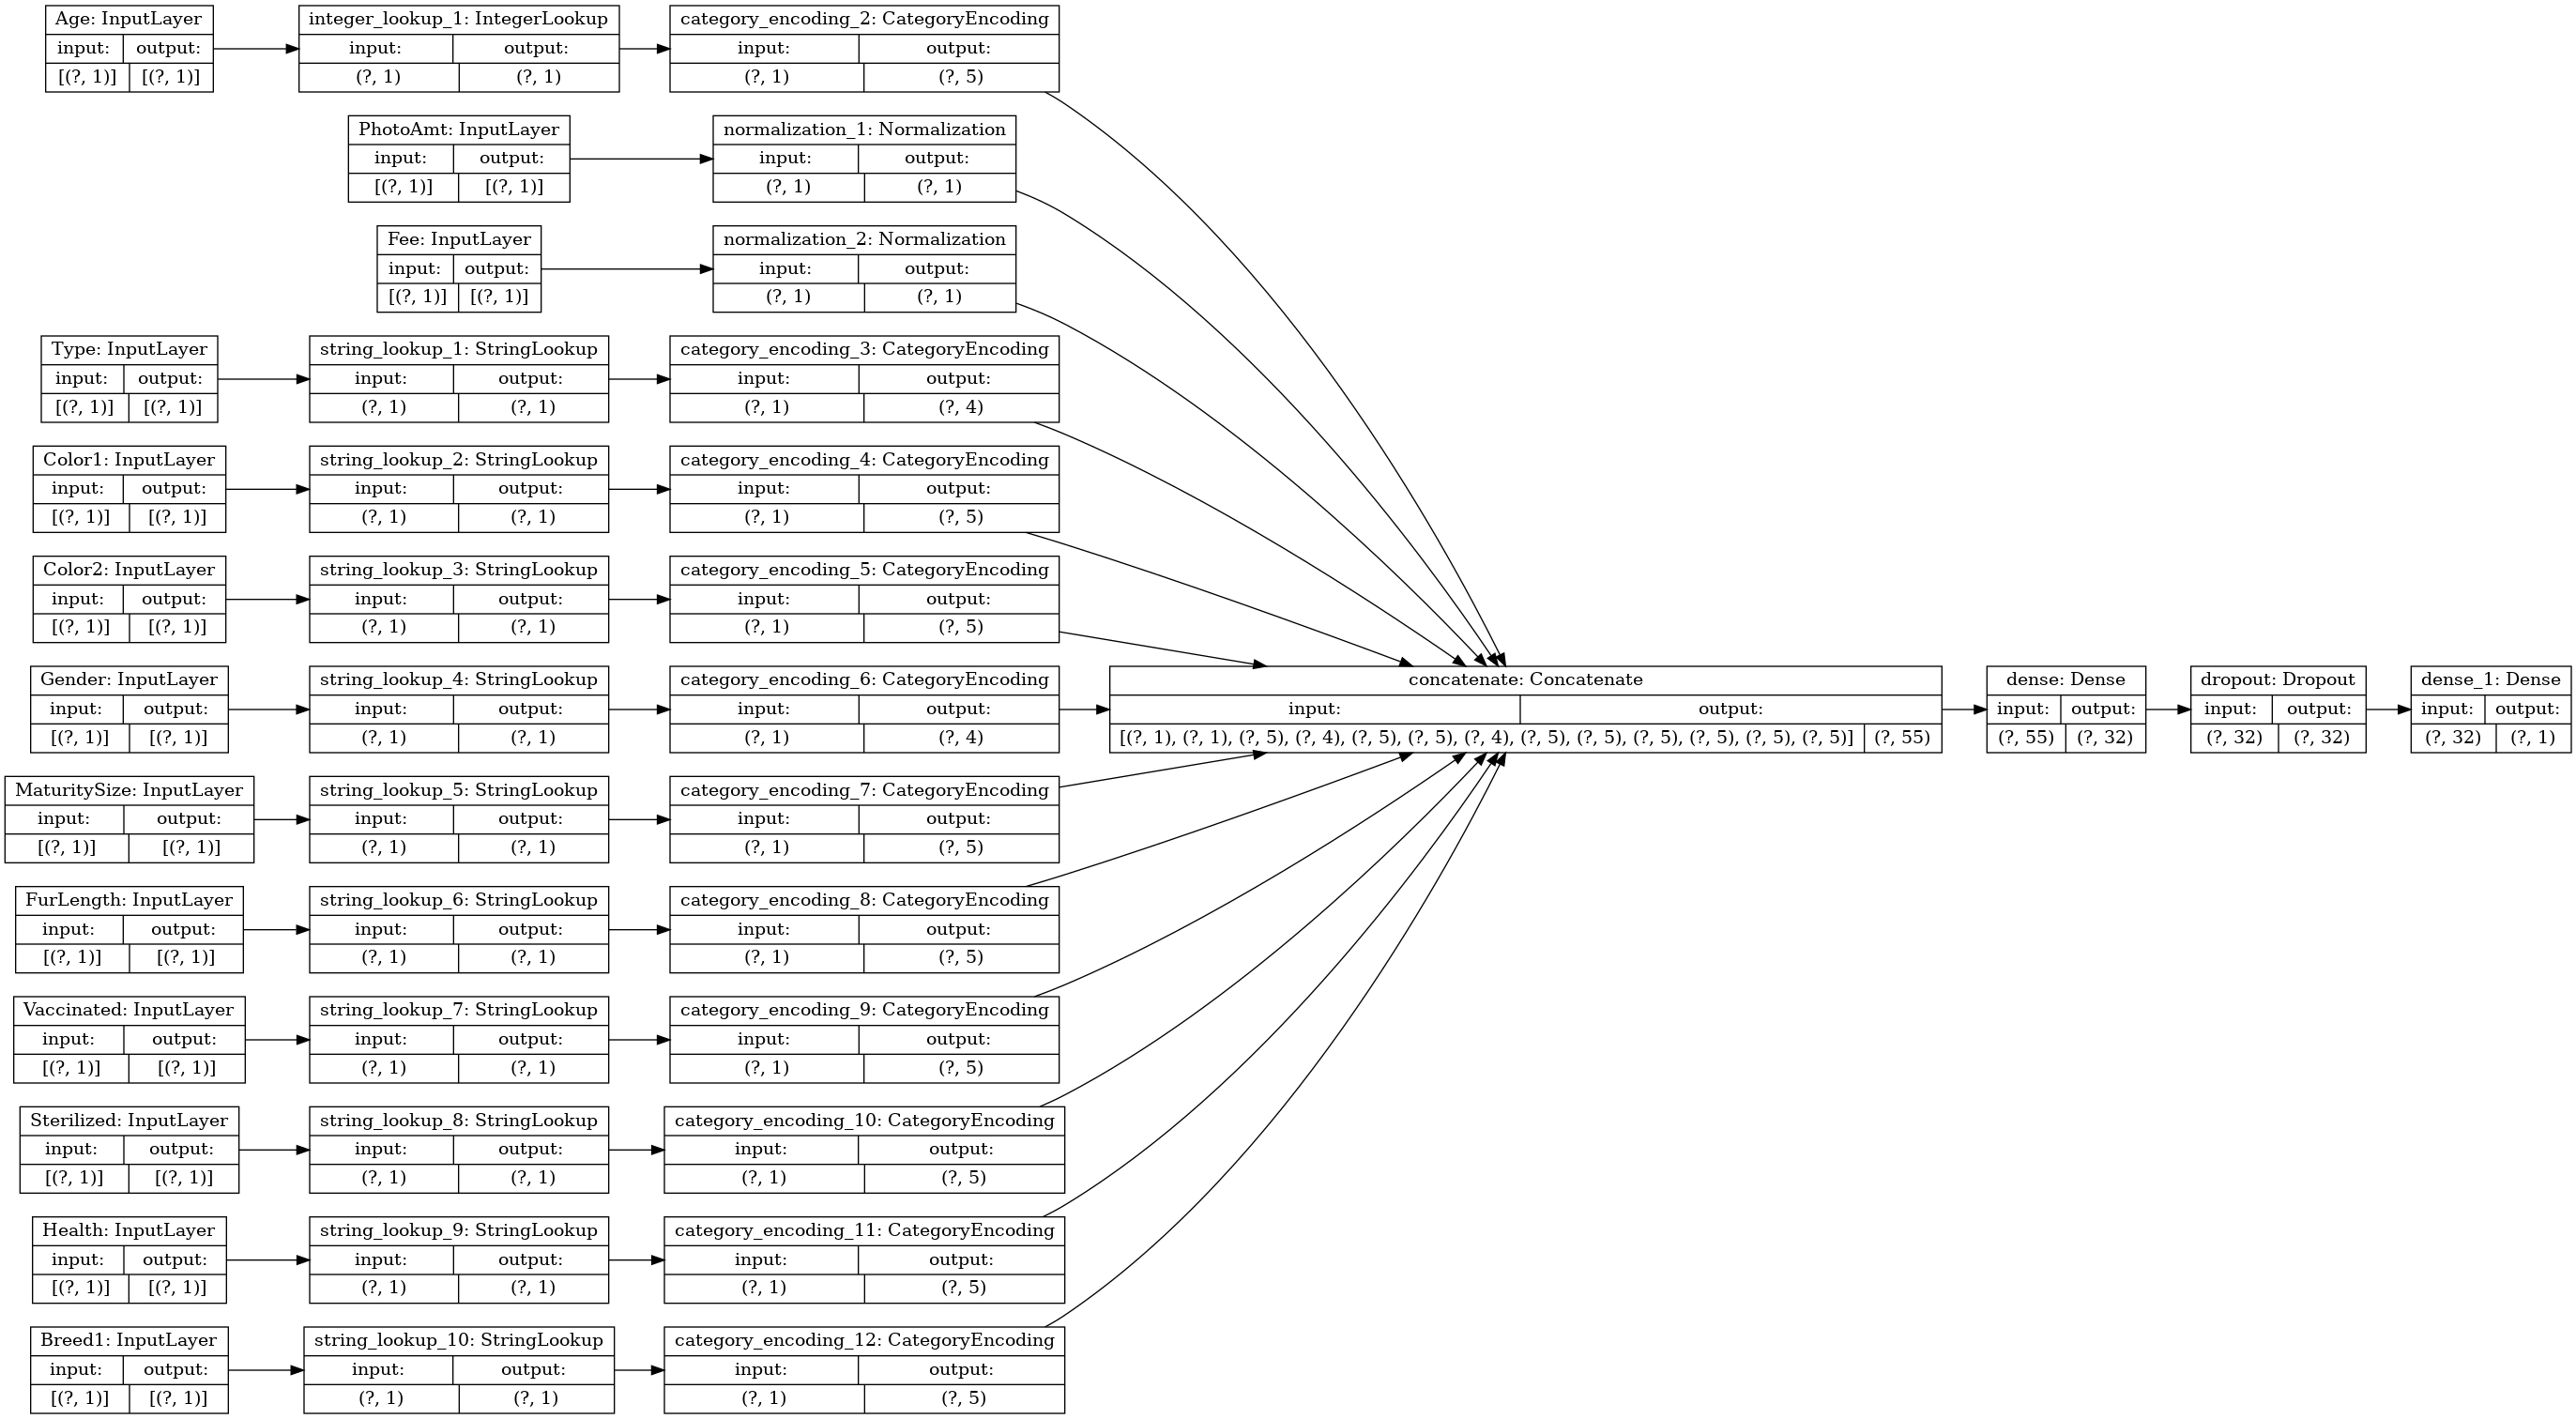 Age: InputLayer
input: output:
[(?, 1)] [(?, 1)]
integer_lookup_1: IntegerLookup
input: output:
(?, 1) (?, 1)
category_encoding_2: CategoryEncoding
input: output:
(?, 1) (?, 5)
PhotoAmt: InputLayer
input: output:
[(?, 1)] [(?, 1)]
normalization_1: Normalization
input: output:
(?, 1) (?, 1)
Fee: InputLayer
input: output:
[(?, 1)] [(?, 1)]
normalization_2: Normalization
input: output:
(?, 1) (?, 1)
Type: InputLayer
input: output:
[(?, 1)] [(?, 1)]
string_lookup_1: StringLookup
input: output:
(?, 1) (?, 1)
category_encoding_3: CategoryEncoding
input: output:
(?, 1) (?, 4)
Color1: InputLayer
input: output:
[(?, 1)] [(?, 1)]
string_lookup_2: StringLookup
input: output:
(?, 1) (?, 1)
category_encoding_4: CategoryEncoding
input: output:
(?, 1) (?, 5)
Color2: InputLayer
input: output:
[(?, 1)] [(?, 1)]
string_lookup_3: StringLookup
input: output:
(?, 1) (?, 1)
category_encoding_5: CategoryEncoding
input: output:
(?, 1) (?, 5)
Gender: InputLayer
input: output:
[(?, 1)] [(?, 1)]
string_lookup_4: StringLookup
input: output:
(?, 1) (?, 1)
category_encoding_6: CategoryEncoding
input: output:
(?, 1) (?, 4)
concatenate: Concatenate
input: output:
[(?, 1), (?, 1), (?, 5), (?, 4), (?, 5), (?, 5), (?, 4), (?, 5), (?, 5), (?, 5), (?, 5), (?, 5), (?, 5)] (?, 55)
dense: Dense
input: output:
(?, 55) (?, 32)
dropout: Dropout
input: output:
(?, 32) (?, 32)
dense_1: Dense
input: output:
(?, 32) (?, 1)
MaturitySize: InputLayer
input: output:
[(?, 1)] [(?, 1)]
string_lookup_5: StringLookup
input: output:
(?, 1) (?, 1)
category_encoding_7: CategoryEncoding
input: output:
(?, 1) (?, 5)
FurLength: InputLayer
input: output:
[(?, 1)] [(?, 1)]
string_lookup_6: StringLookup
input: output:
(?, 1) (?, 1)
category_encoding_8: CategoryEncoding
input: output:
(?, 1) (?, 5)
Vaccinated: InputLayer
input: output:
[(?, 1)] [(?, 1)]
string_lookup_7: StringLookup
input: output:
(?, 1) (?, 1)
category_encoding_9: CategoryEncoding
input: output:
(?, 1) (?, 5)
Sterilized: InputLayer
input: output:
[(?, 1)] [(?, 1)]
string_lookup_8: StringLookup
input: output:
(?, 1) (?, 1)
category_encoding_10: CategoryEncoding
input: output:
(?, 1) (?, 5)
Health: InputLayer
input: output:
[(?, 1)] [(?, 1)]
string_lookup_9: StringLookup
input: output:
(?, 1) (?, 1)
category_encoding_11: CategoryEncoding
input: output:
(?, 1) (?, 5)
Breed1: InputLayer
input: output:
[(?, 1)] [(?, 1)]
string_lookup_10: StringLookup
input: output:
(?, 1) (?, 1)
category_encoding_12: CategoryEncoding
input: output:
(?, 1) (?, 5)